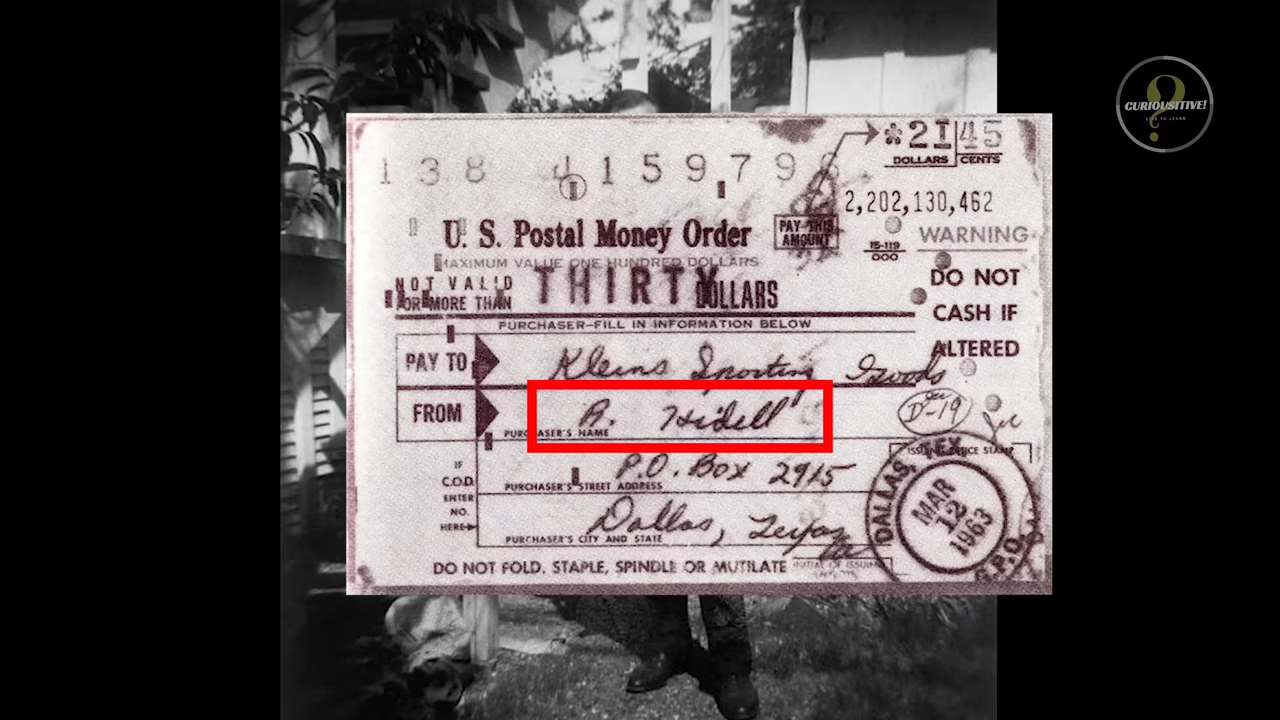 *21 45
DOLLARS CENTS
138 4159798
2,202,130,462
PAY THIS
AMOUNT
15-119
000
U. S. Postal Money Order
MAXIMUM VALUE ONE HUNDRED DOLLARS
NOT VALID
FOR MORE THAN
THIRTY
DOLLARS
WARNING
DO NOT
CASH IF
ALTERED
PURCHASER-FILL IN INFORMATION BELOW
PAY TO
Kleins Sporting Goods
FROM
A. Hidell
PURCHASER'S NAME
D-19
IF
C.O.D.
ENTER
NO.
HERE
P.O. Box 2915
PURCHASER'S STREET ADDRESS
Dallas, Texas
PURCHASER'S CITY AND STATE
ISSUING OFFICE STAMP
DALLAS, TEX.
MAR
12
1963
G.P.O.
DO NOT FOLD, STAPLE, SPINDLE OR MUTILATE
CURIOUSITIVE!